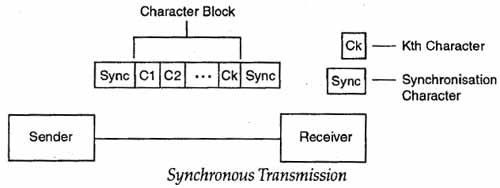 Character Block
Sync C1 C2 ••• Ck Sync
Ck Kth Character
Sync Synchronisation
Character
Sender Receiver
Synchronous Transmission